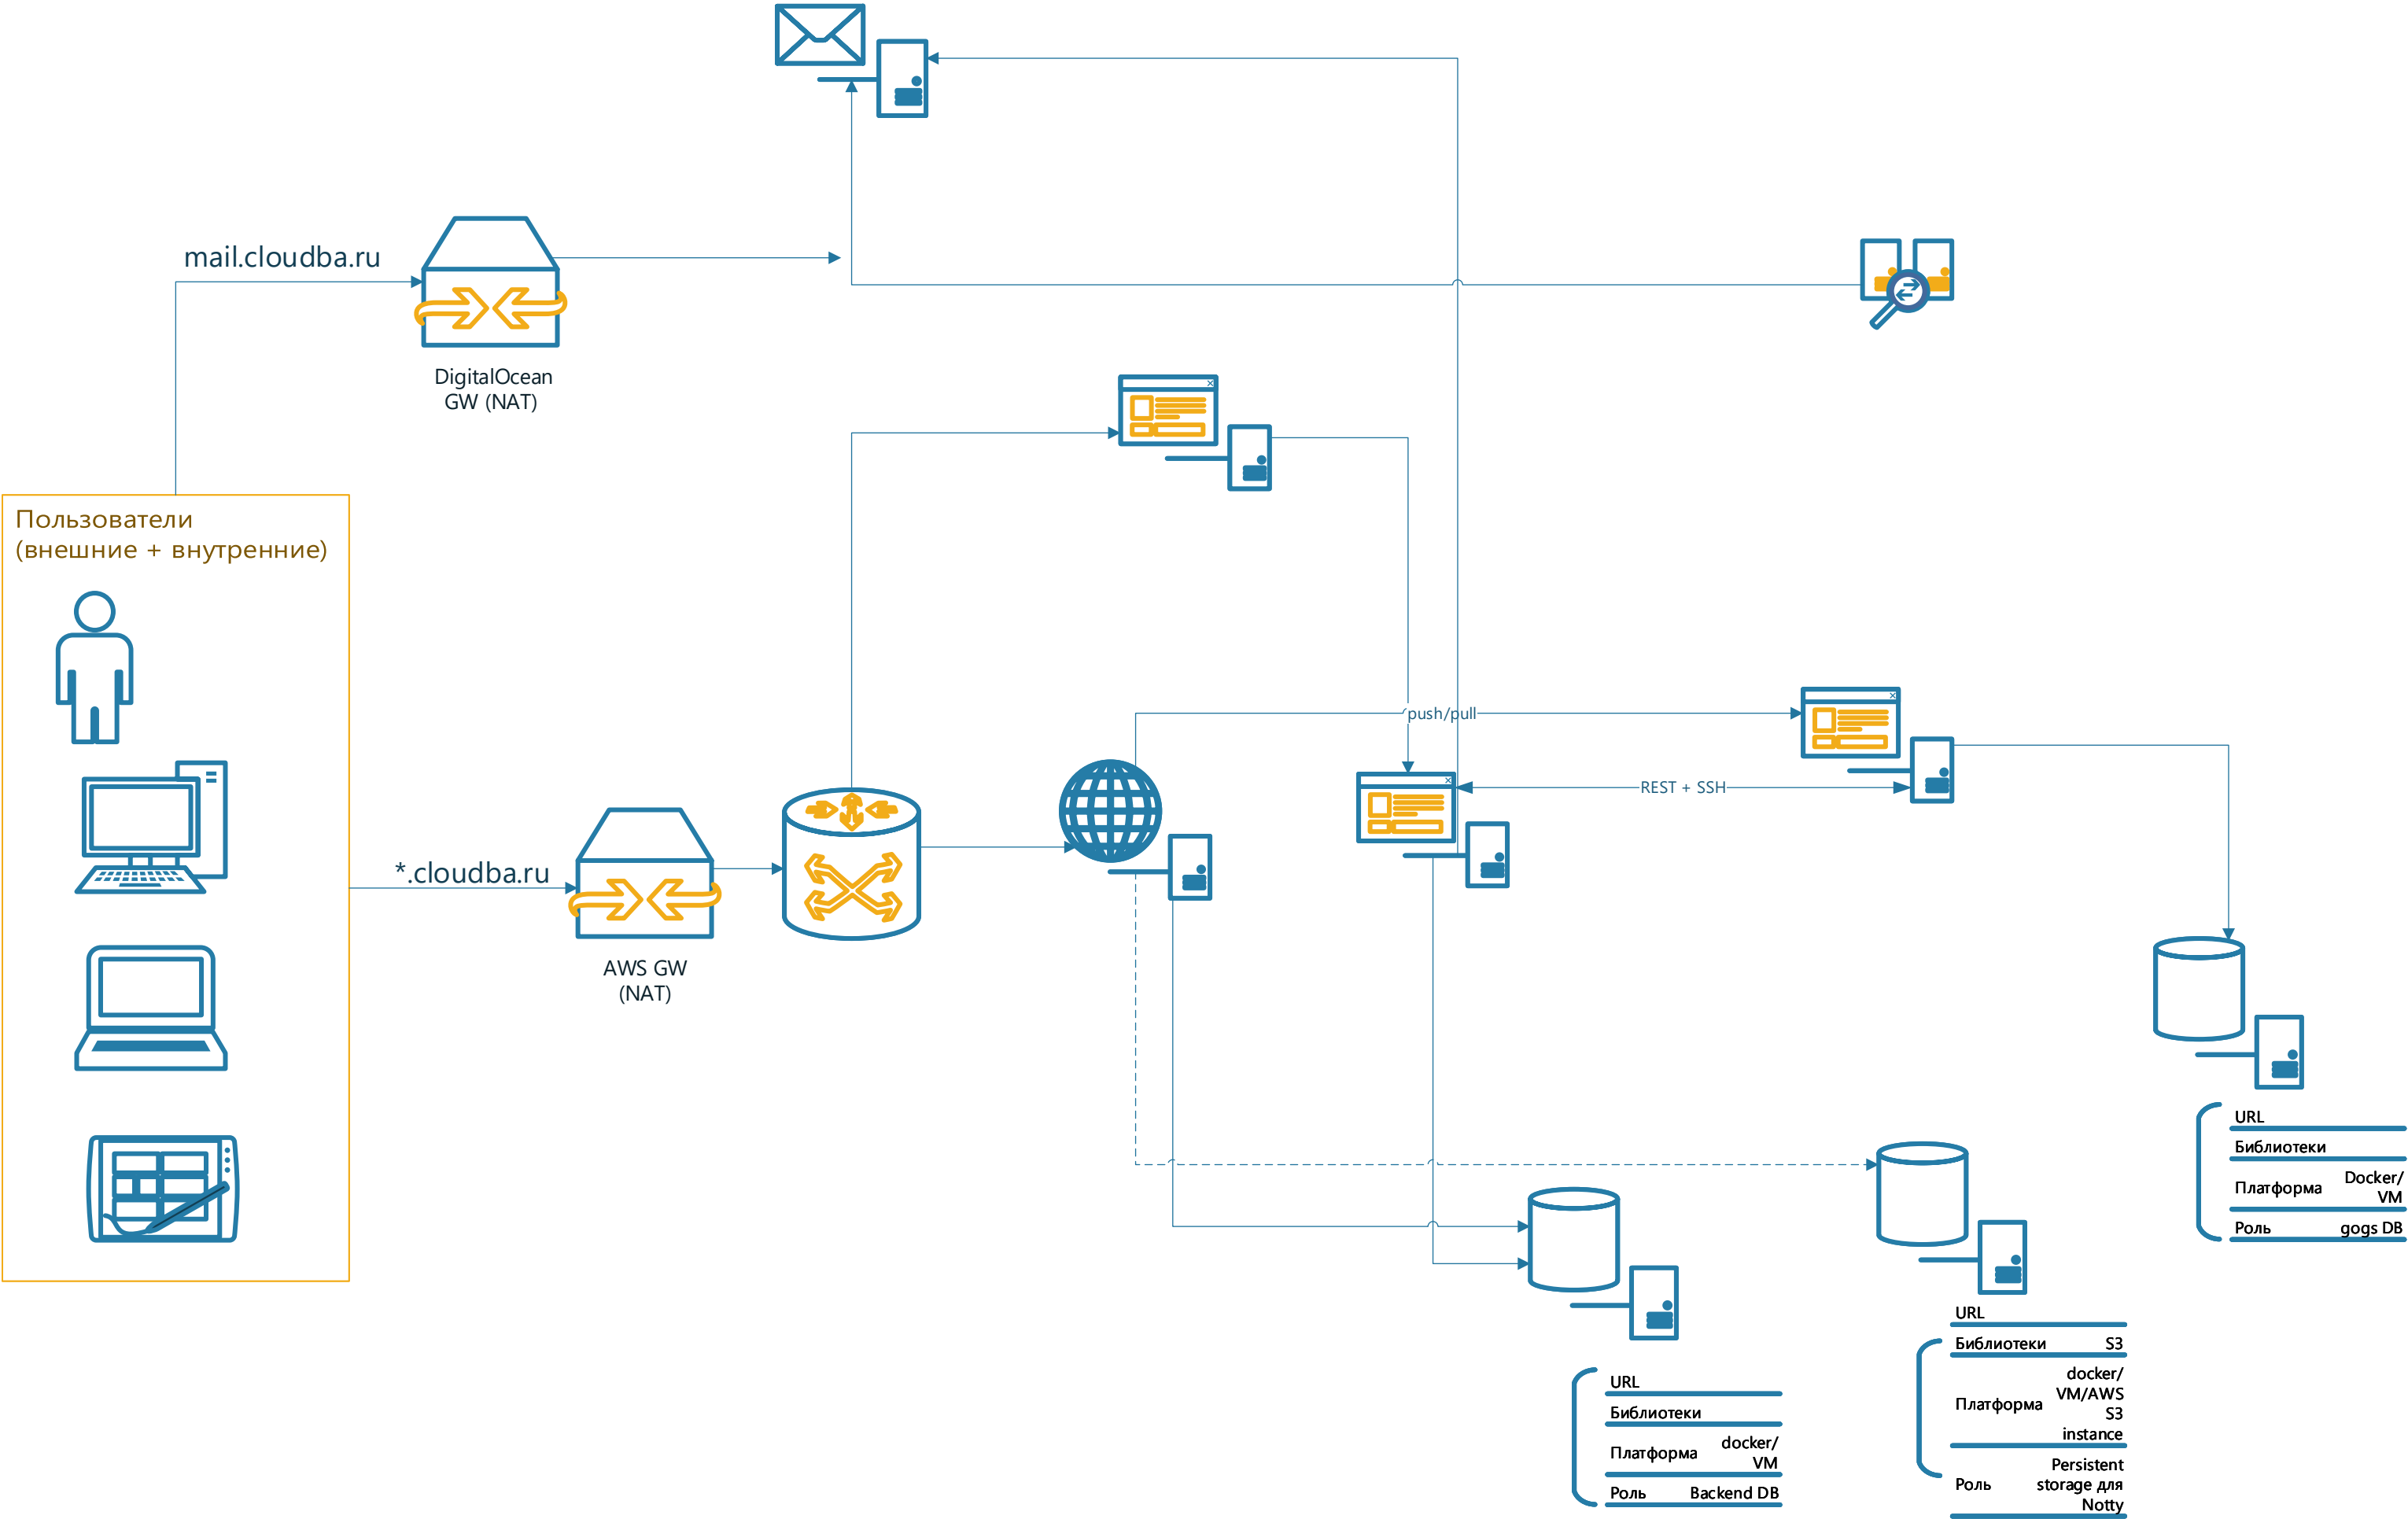 mail.cloudba.ru
DigitalOcean
GW (NAT)
Пользователи
(внешние + внутренние)
push/pull
REST + SSH
*.cloudba.ru
AWS GW
(NAT)
URL
Библиотеки
Платформа Docker/
VM
Роль gogs DB
URL
Библиотеки S3
Платформа docker/
VM/AWS
S3
instance
Роль Persistent
storage для
Notty
URL
Библиотеки
Платформа docker/
VM
Роль Backend DB